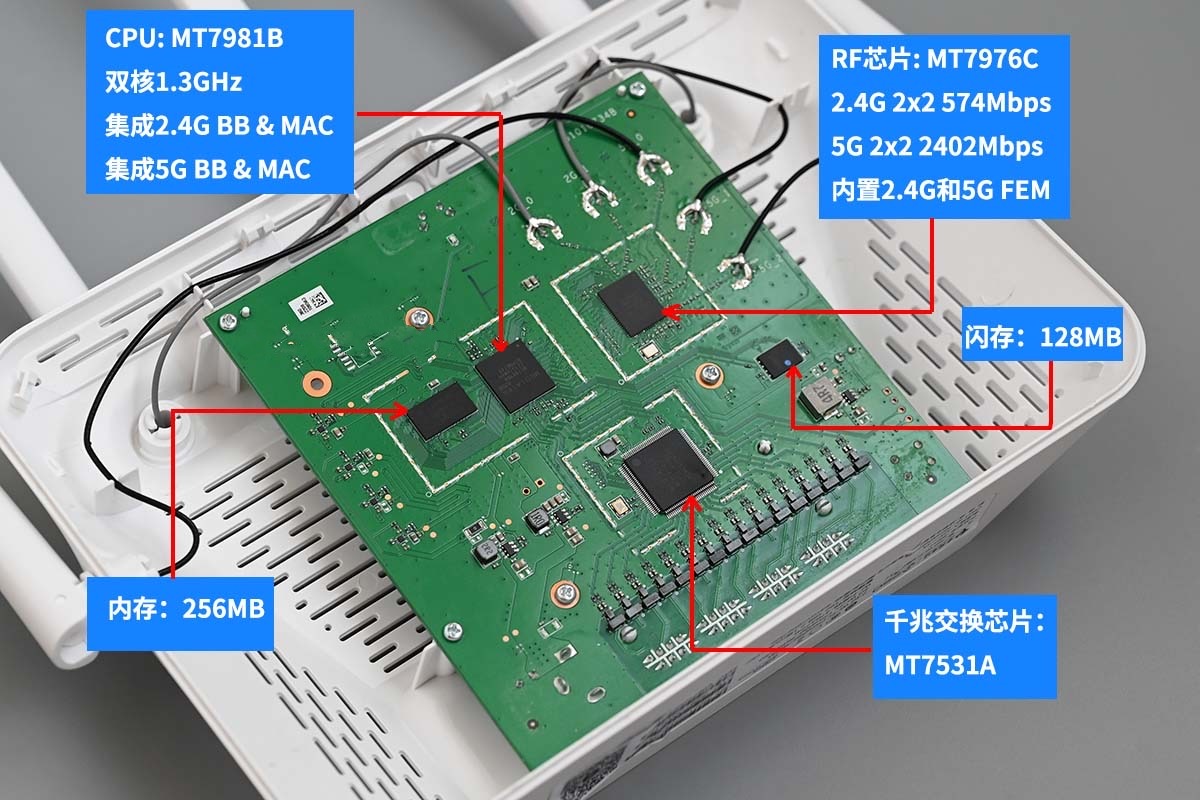 CPU: MT7981B
双核1.3GHz
集成2.4G BB & MAC
集成5G BB & MAC
RF芯片: MT7976C
2.4G 2x2 574Mbps
5G 2x2 2402Mbps
内置2.4G和5G FEM
闪存：128MB
4R7
内存：256MB
千兆交换芯片：
MT7531A